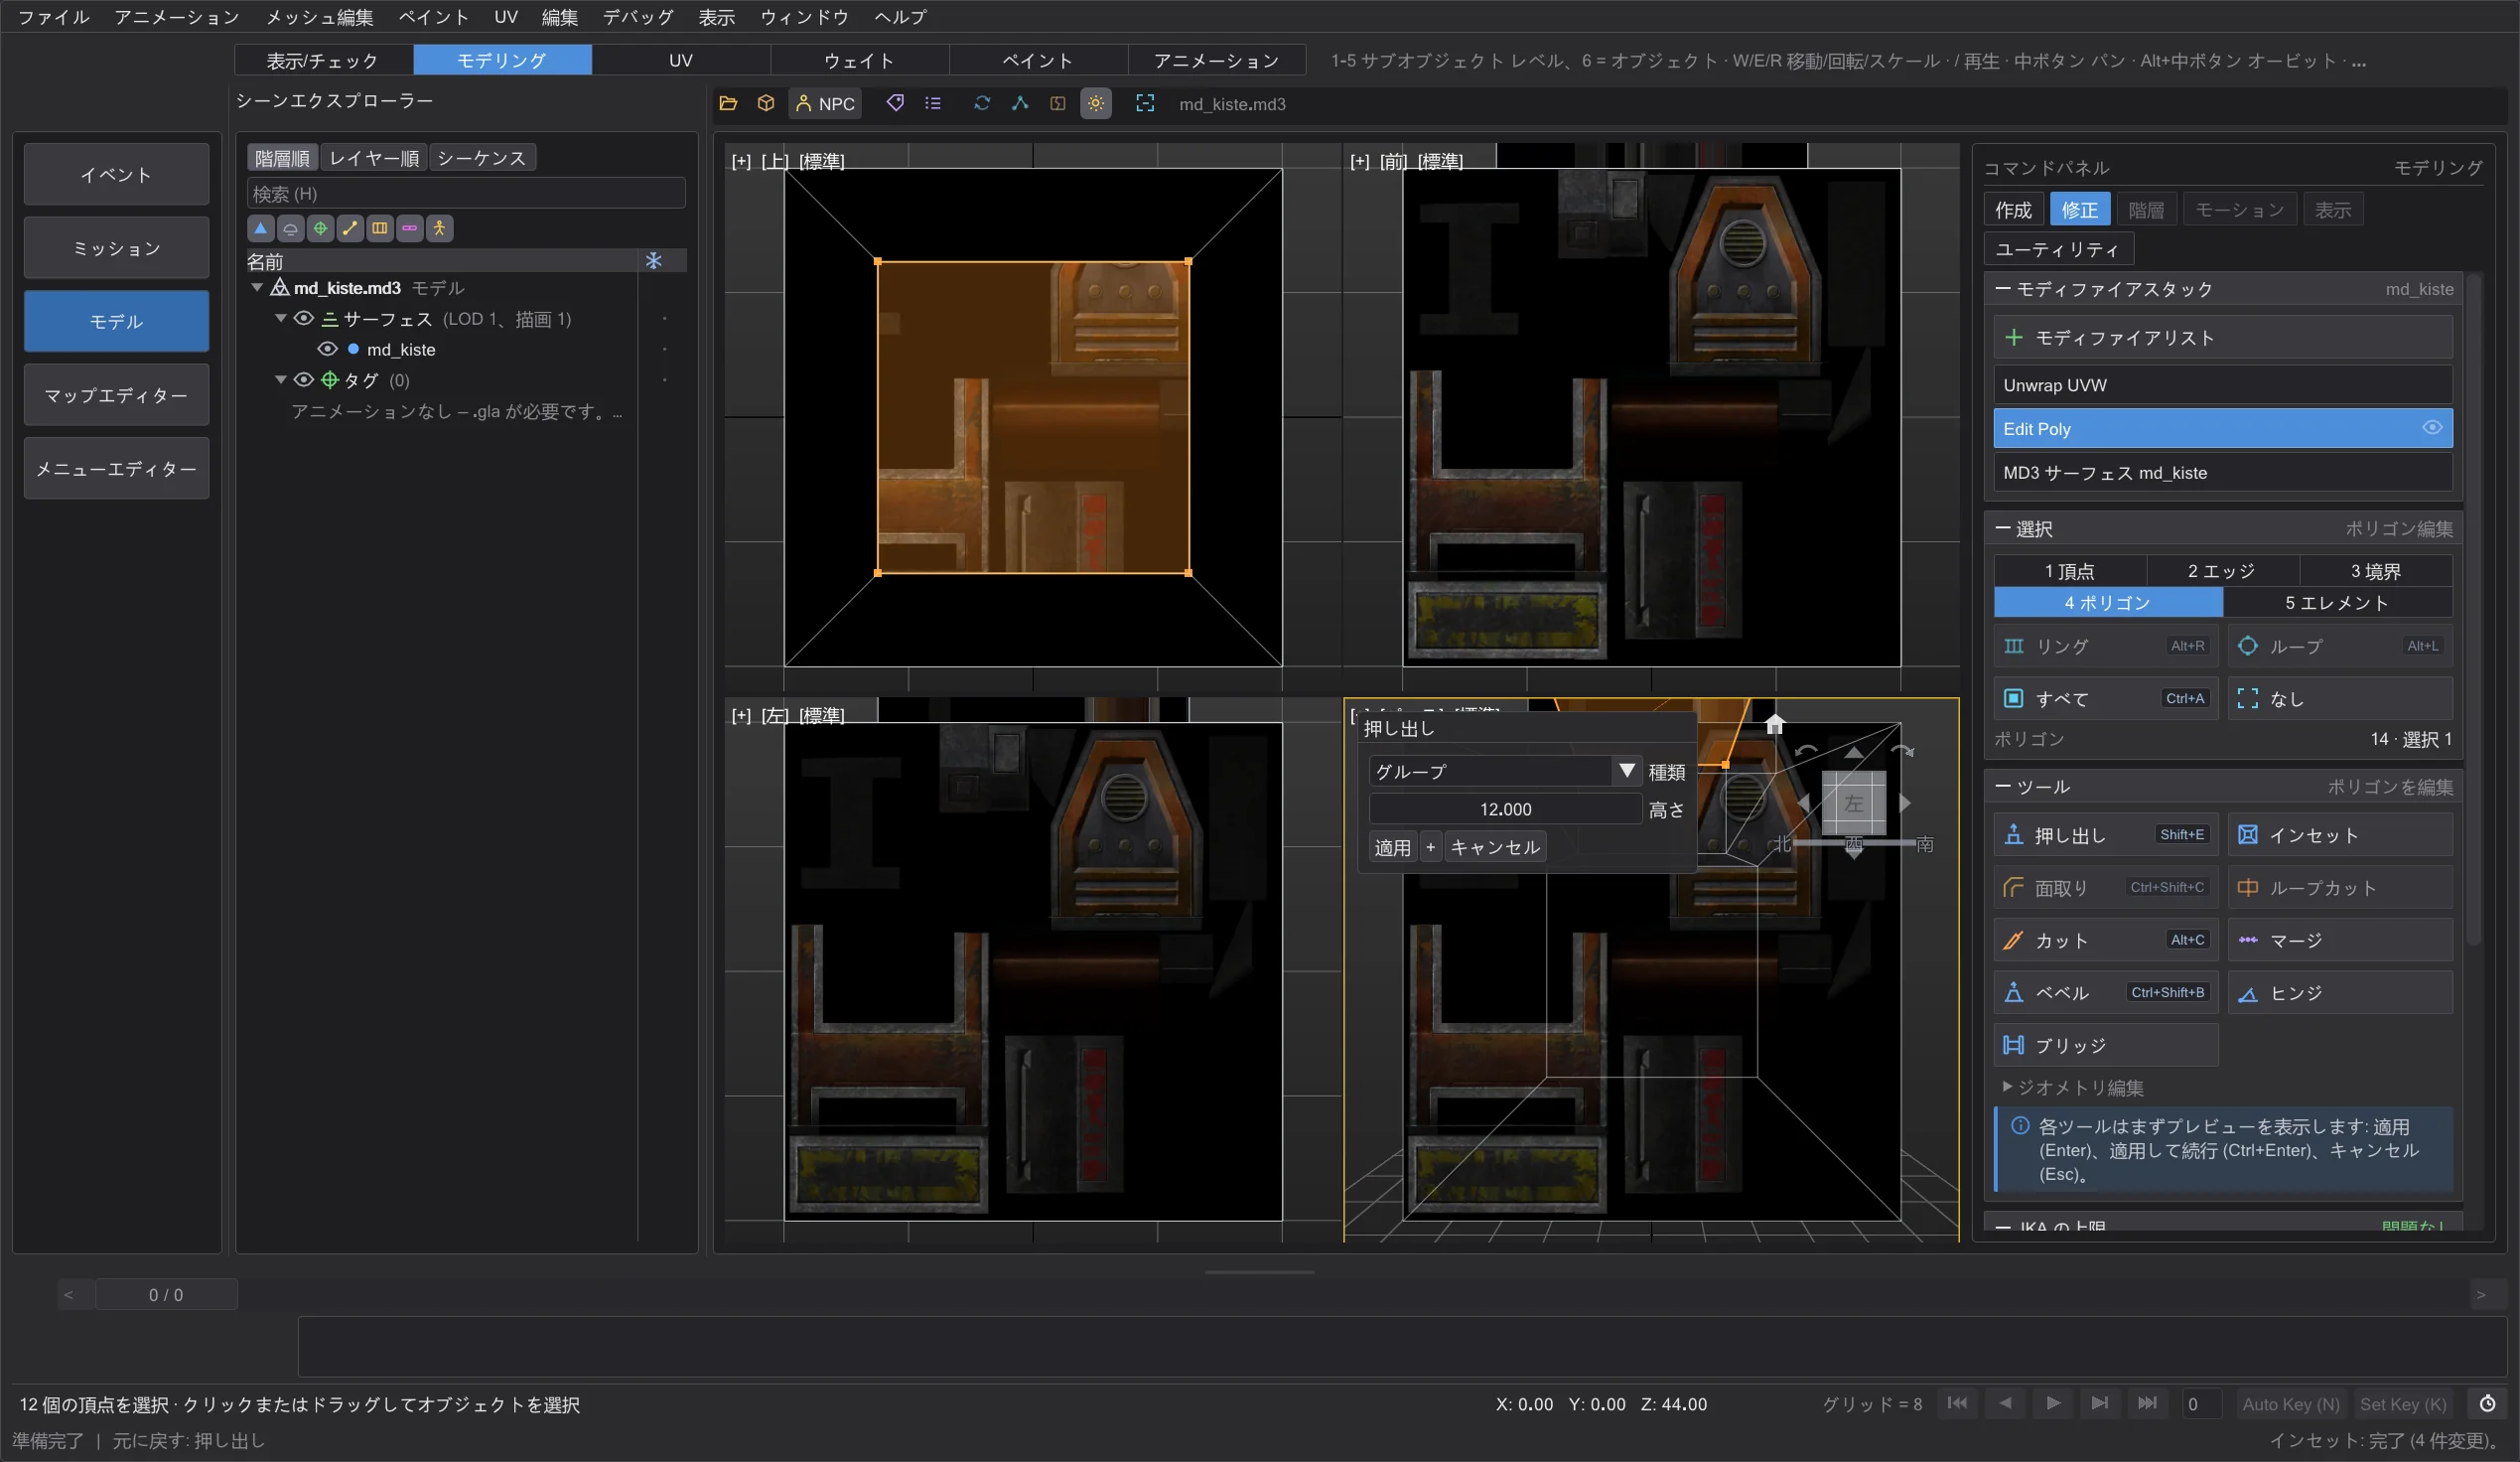 ファイル アニメーション メッシュ編集 ペイント UV 編集 デバッグ 表示 ウィンドウ ヘルプ
表示/チェック モデリング UV ウェイト ペイント アニメーション 1-5 サブオブジェクト レベル、6 = オブジェクト · W/E/R 移動/回転/スケール · / 再生 · 中ボタン パン · Alt+中ボタン オービット · ...
シーンエクスプローラー
NPC md_kiste.md3
イベント
ミッション
モデル
マップエディター
メニューエディター
階層順 レイヤー順 シーケンス
検索 (H)
名前
md_kiste.md3 モデル
サーフェス (LOD 1、描画 1)
md_kiste
タグ (0)
アニメーションなし – .gla が必要です。...
[+] [上] [標準]
[+] [前] [標準]
[+] [左] [標準]
押し出し
グループ 種類
12.000 高さ
適用 + キャンセル
左
北 西 南
コマンドパネル モデリング
作成 修正 階層 モーション 表示
ユーティリティ
モディファイアスタック md_kiste
モディファイアリスト
Unwrap UVW
Edit Poly
MD3 サーフェス md_kiste
選択 ポリゴン編集
1 頂点 2 エッジ 3 境界
4 ポリゴン 5 エレメント
リング Alt+R ループ Alt+L
すべて Ctrl+A なし
ポリゴン 14 · 選択 1
ツール ポリゴンを編集
押し出し Shift+E インセット
面取り Ctrl+Shift+C ループカット
カット Alt+C マージ
ベベル Ctrl+Shift+B ヒンジ
ブリッジ
ジオメトリ編集
各ツールはまずプレビューを表示します: 適用
(Enter)、適用して続行 (Ctrl+Enter)、キャンセル
(Esc)。
JKA の上限 問題なし
< 0 / 0 >
12 個の頂点を選択 · クリックまたはドラッグしてオブジェクトを選択 X: 0.00 Y: 0.00 Z: 44.00 グリッド = 8 0 Auto Key (N) Set Key (K)
準備完了 | 元に戻す: 押し出し インセット: 完了 (4 件変更)。